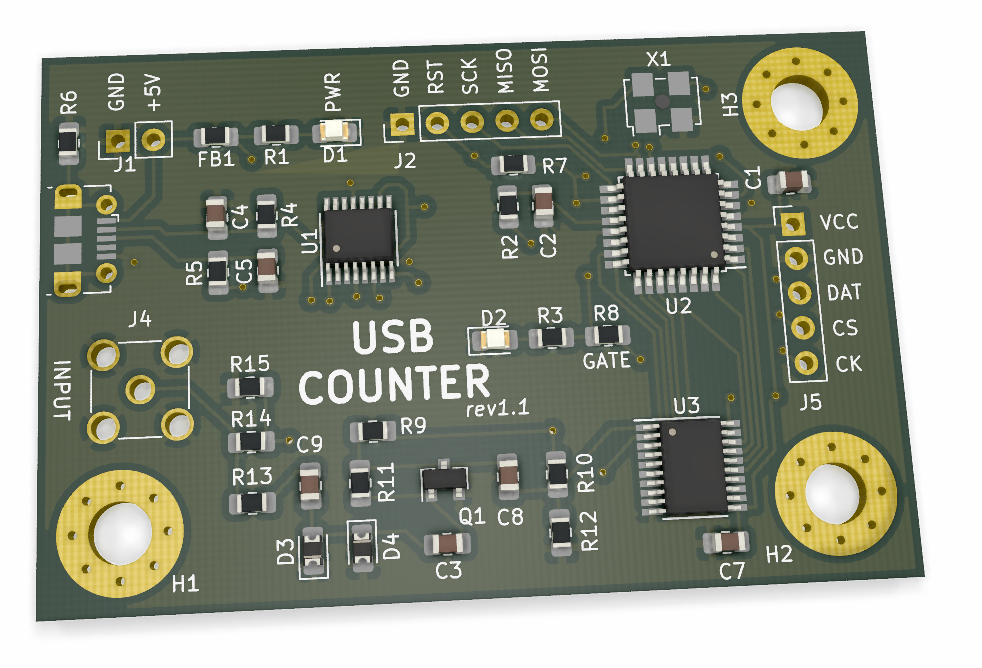 R6
GND
+5V
J1
FB1
R1
PWR
D1
GND
RST
SCK
MISO
MOSI
J2
X1
H3
R7
C1
C4
R4
U1
R5
C5
R2
C2
U2
VCC
GND
DAT
CS
CK
J5
J4
INPUT
D2
R3
R8
GATE
USB
COUNTER
rev1.1
R15
R14
R13
C9
R9
R11
Q1
C8
R10
R12
U3
D3
D4
C3
C7
H1
H2